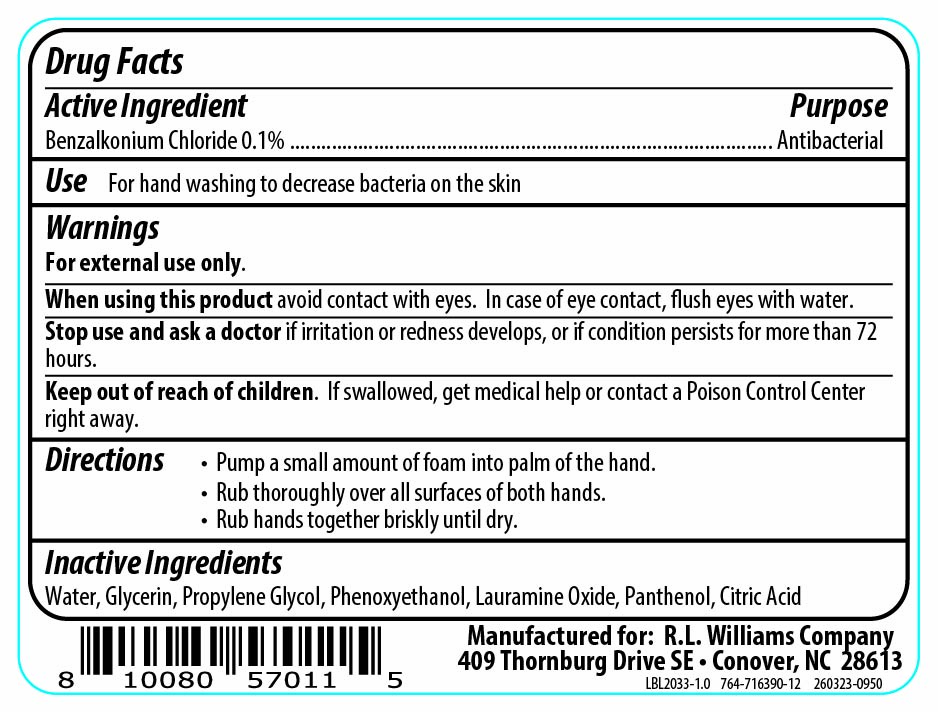 Drug Facts
Active Ingredient Purpose
Benzalkonium Chloride 0.1% ............................................................................................. Antibacterial
Use For hand washing to decrease bacteria on the skin
Warnings
For external use only.
When using this product avoid contact with eyes. In case of eye contact, flush eyes with water.
Stop use and ask a doctor if irritation or redness develops, or if condition persists for more than 72
hours.
Keep out of reach of children. If swallowed, get medical help or contact a Poison Control Center
right away.
Directions • Pump a small amount of foam into palm of the hand.
• Rub thoroughly over all surfaces of both hands.
• Rub hands together briskly until dry.
Inactive Ingredients
Water, Glycerin, Propylene Glycol, Phenoxyethanol, Lauramine Oxide, Panthenol, Citric Acid
8 10080 57011 5
Manufactured for: R.L. Williams Company
409 Thornburg Drive SE • Conover, NC 28613
LBL2033-1.0 764-716390-12 260323-0950